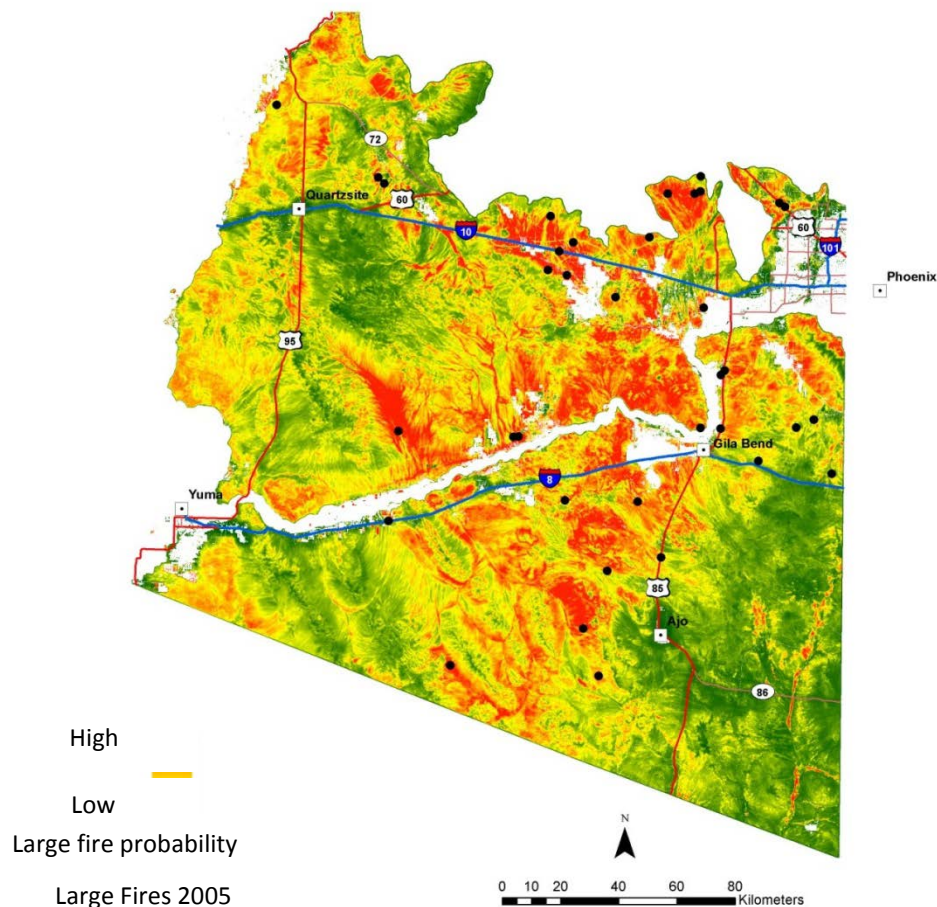 72
Quartzsite
60
10
60
101
Phoenix
95
Gila Bend
8
Yuma
85
Ajo
86
High
Low
Large fire probability
Large Fires 2005
N
0 5 10 20 40 60 80
Kilometers